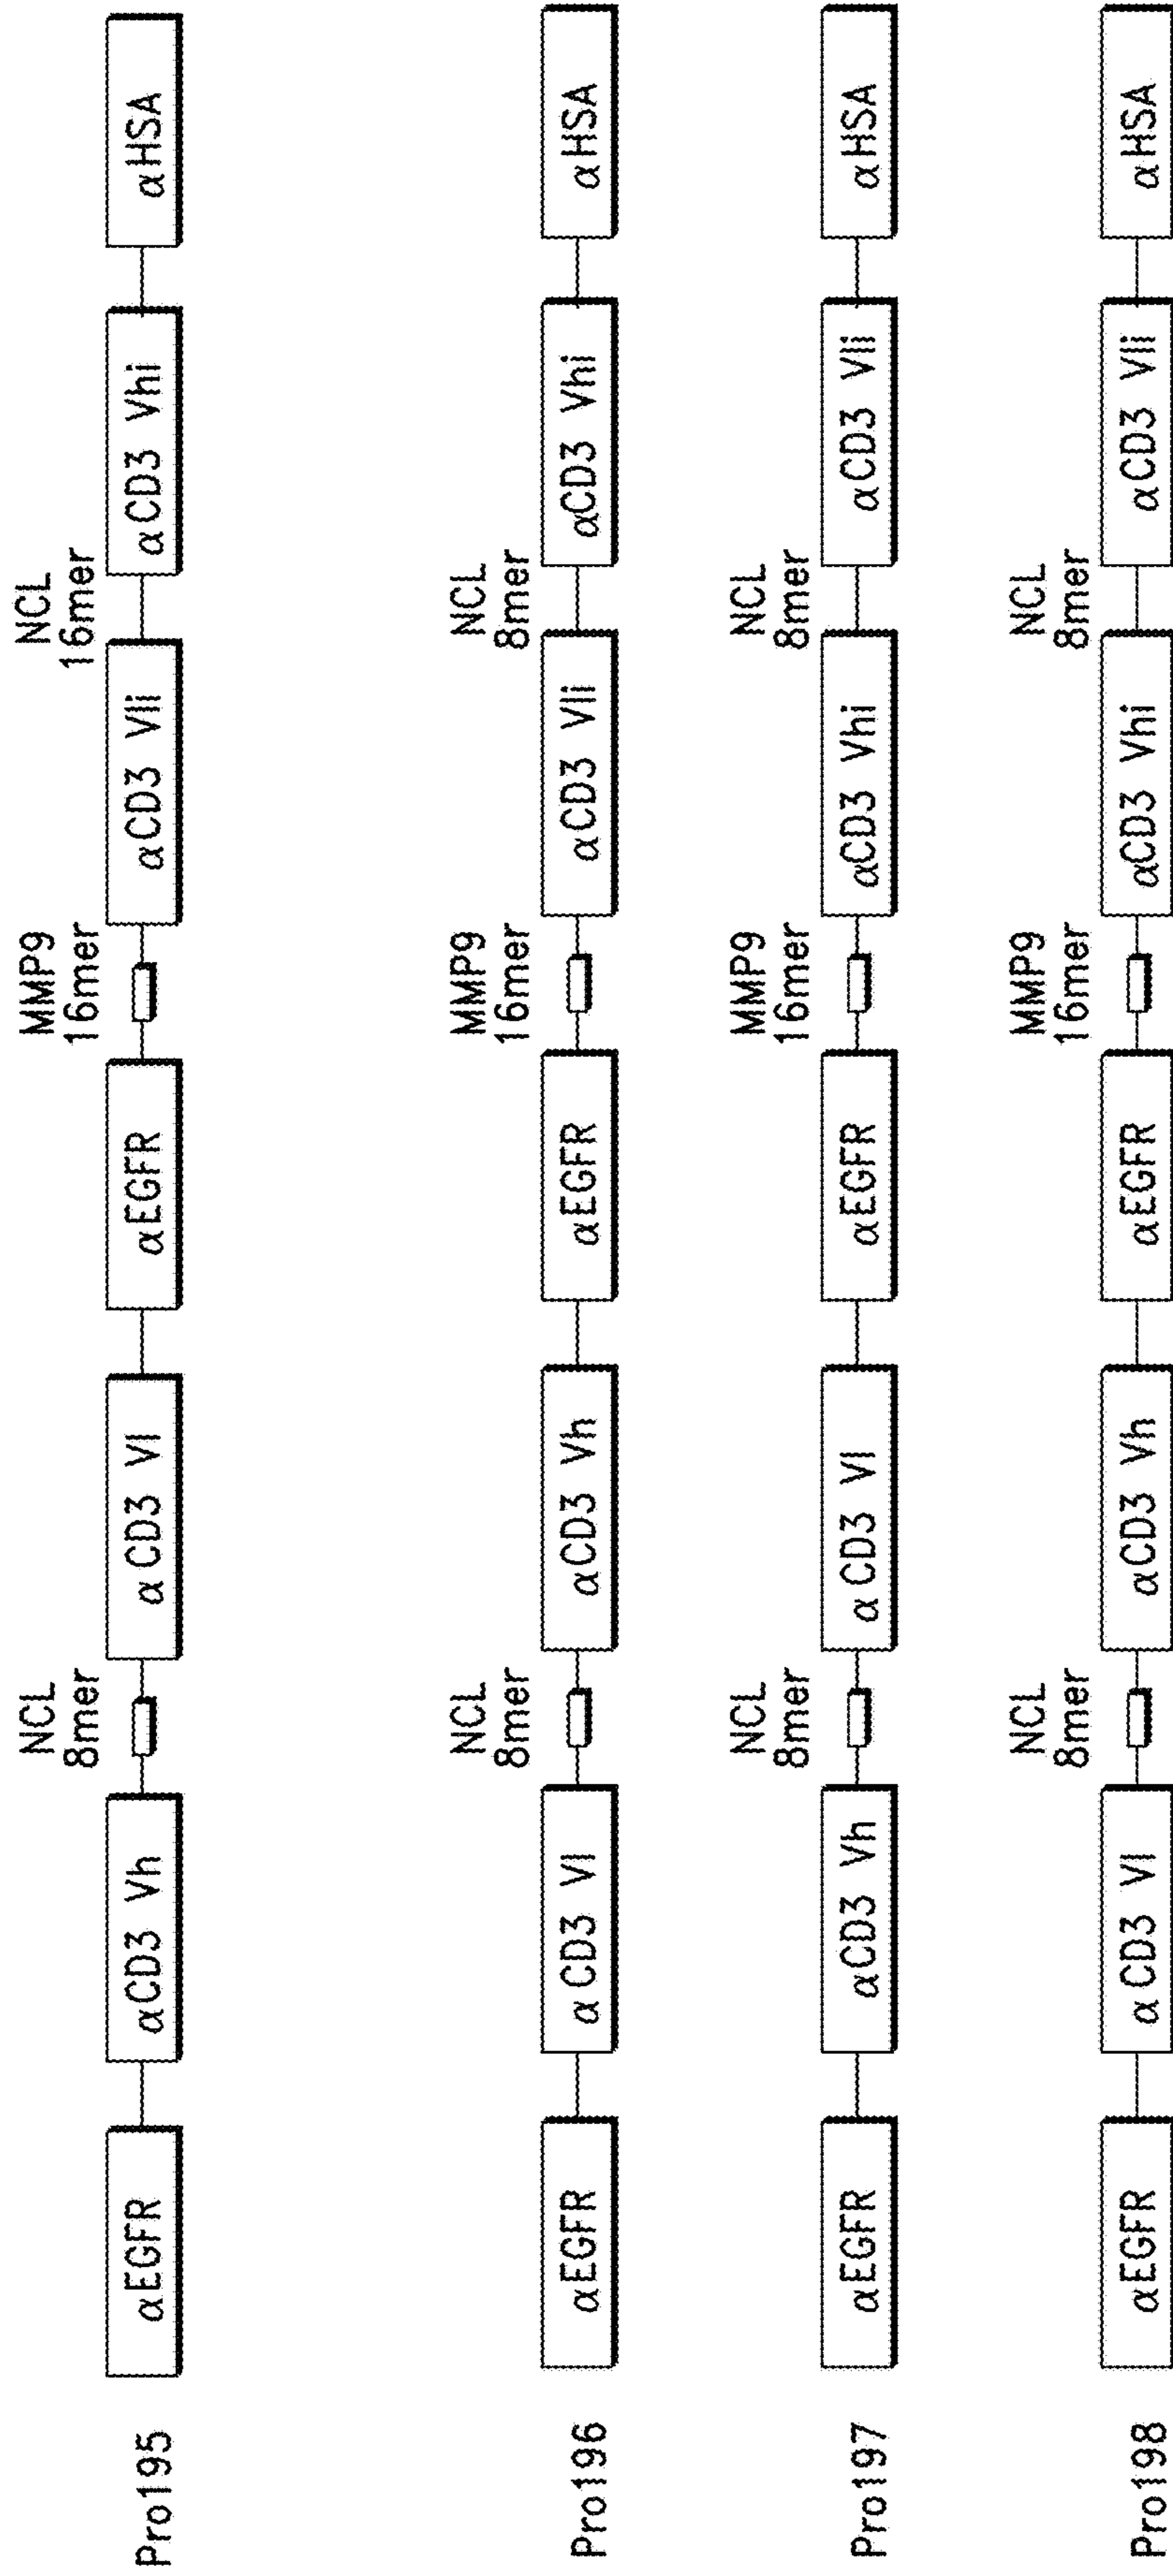 NCL MMP9 NCL
8mer 16mer 16mer
Pro195 αEGFR αCD3 Vh αCD3 Vl αEGFR αCD3 Vli αCD3 Vhi αHSA
NCL MMP9 NCL
8mer 16mer 8mer
Pro196 αEGFR αCD3 Vl αCD3 Vh αEGFR αCD3 Vli αCD3 Vhi αHSA
NCL MMP9 NCL
8mer 16mer 8mer
Pro197 αEGFR αCD3 Vh αCD3 Vl αEGFR αCD3 Vhi αCD3 Vli αHSA
NCL MMP9 NCL
8mer 16mer 8mer
Pro198 αEGFR αCD3 Vl αCD3 Vh αEGFR αCD3 Vhi αCD3 Vli αHSA